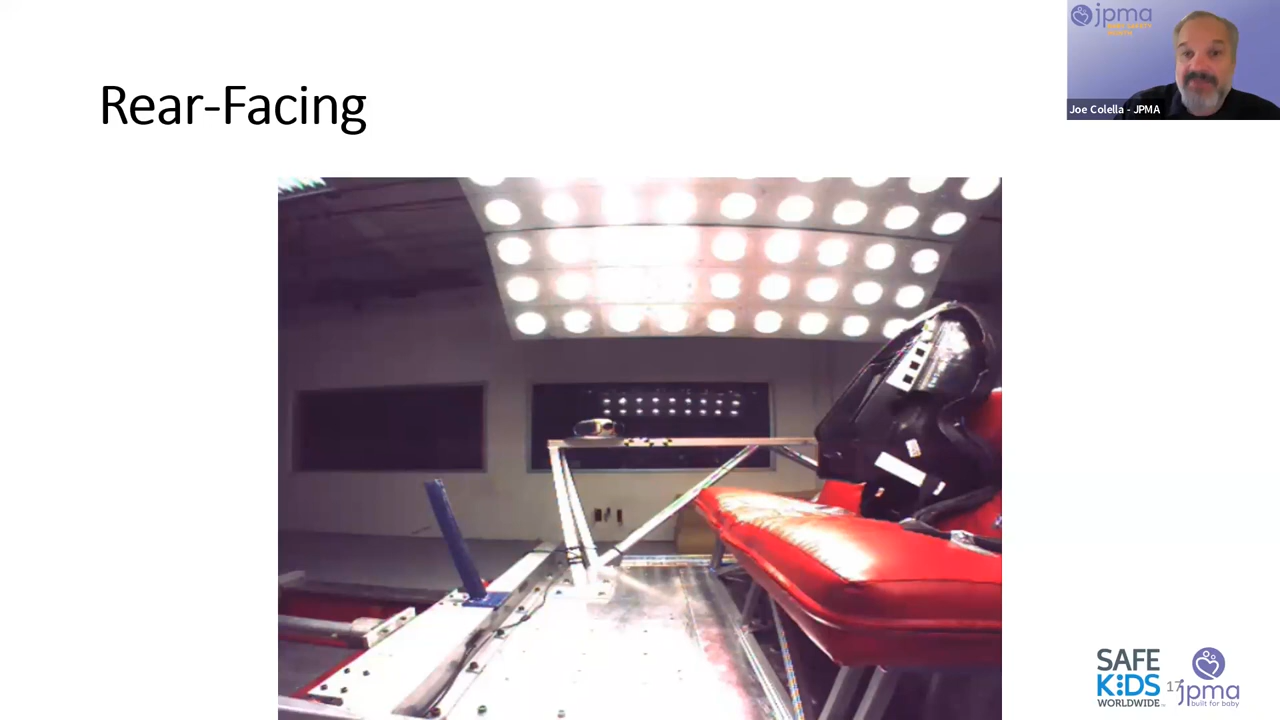 Rear-Facing
jpma
Joe Colella - JPMA
SAFE
KIDS
WORLDWIDE
17
jpma
built for baby